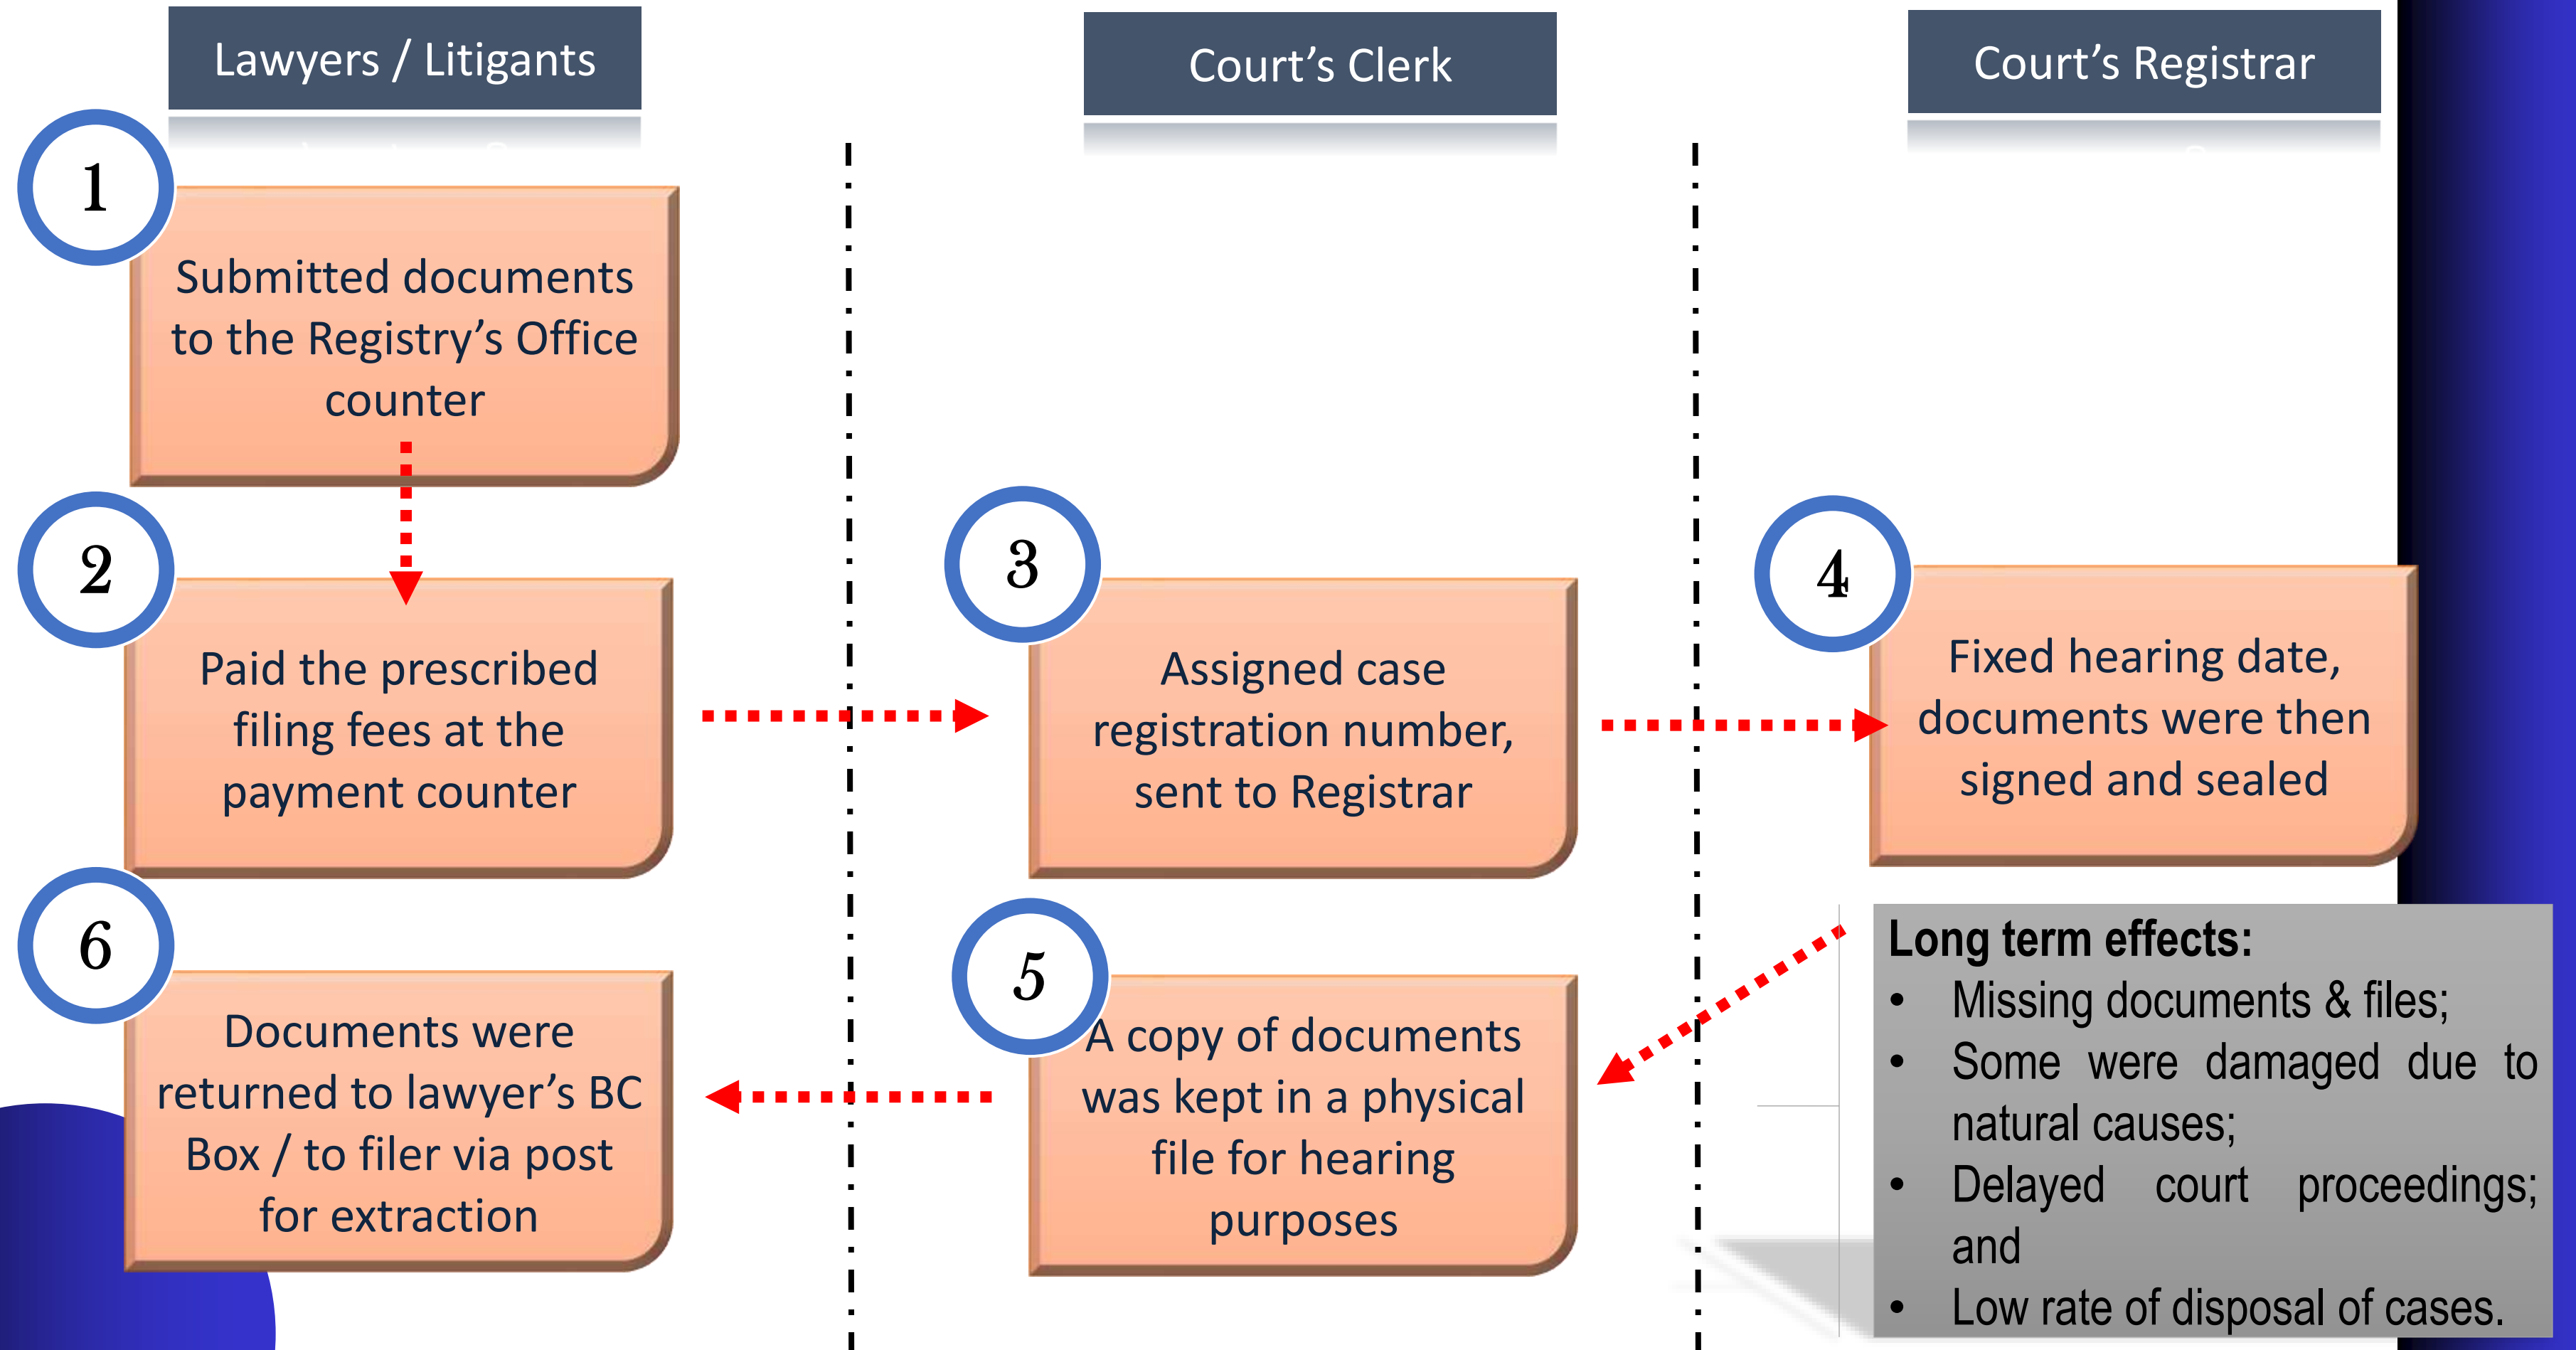 Lawyers / Litigants
Court’s Clerk
Court’s Registrar
1
Submitted documents
to the Registry’s Office
counter
2
Paid the prescribed
filing fees at the
payment counter
3
Assigned case
registration number,
sent to Registrar
4
Fixed hearing date,
documents were then
signed and sealed
5
A copy of documents
was kept in a physical
file for hearing
purposes
6
Documents were
returned to lawyer’s BC
Box / to filer via post
for extraction
Long term effects:
• Missing documents & files;
• Some were damaged due to
natural causes;
• Delayed court proceedings;
and
• Low rate of disposal of cases.